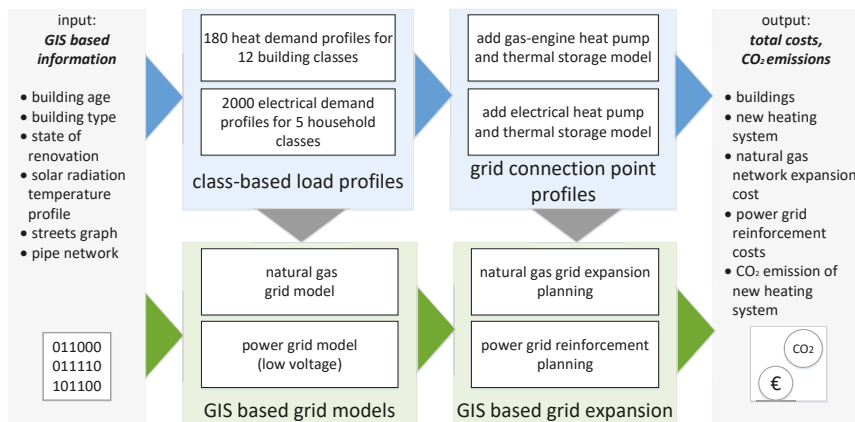 input:
GIS based
information
• building age
• building type
• state of
renovation
• solar radiation
temperature
profile
• streets graph
• pipe network
011000
011110
101100
180 heat demand profiles for
12 building classes
2000 electrical demand
profiles for 5 household
classes
class-based load profiles
add gas-engine heat pump
and thermal storage model
add electrical heat pump
and thermal storage model
grid connection point
profiles
natural gas
grid model
power grid model
(low voltage)
GIS based grid models
natural gas grid expansion
planning
power grid reinforcement
planning
GIS based grid expansion
output:
total costs,
CO₂ emissions
• buildings
• new heating
system
• natural gas
network expansion
cost
• power grid
reinforcement
costs
• CO₂ emission of
new heating
system
CO₂
€